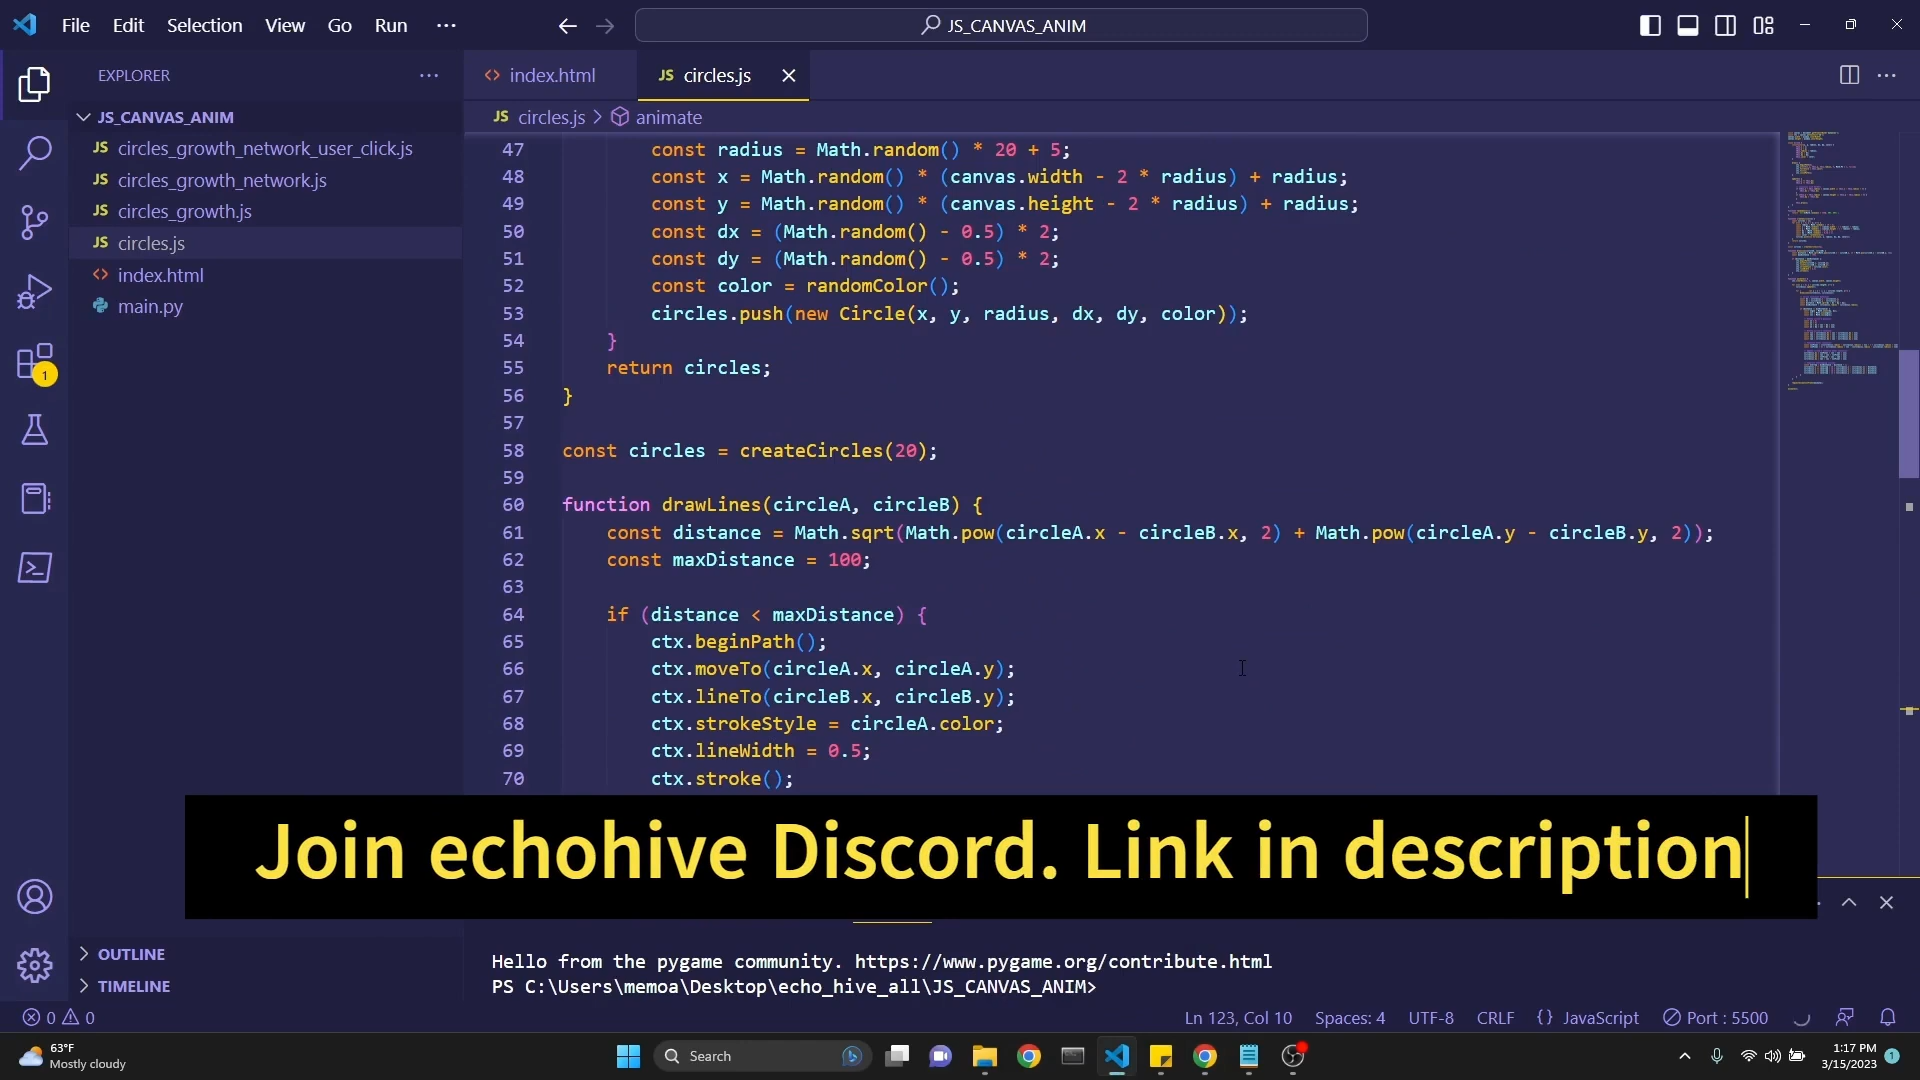 File Edit Selection View Go Run ···
JS_CANVAS_ANIM
EXPLORER
JS_CANVAS_ANIM
JS circles_growth_network_user_click.js
JS circles_growth_network.js
JS circles_growth.js
JS circles.js
<> index.html
main.py
1
OUTLINE
TIMELINE
<> index.html
JS circles.js
JS circles.js > animate
47 const radius = Math.random() * 20 + 5;
48 const x = Math.random() * (canvas.width - 2 * radius) + radius;
49 const y = Math.random() * (canvas.height - 2 * radius) + radius;
50 const dx = (Math.random() - 0.5) * 2;
51 const dy = (Math.random() - 0.5) * 2;
52 const color = randomColor();
53 circles.push(new Circle(x, y, radius, dx, dy, color));
54 }
55 return circles;
56 }
57
58 const circles = createCircles(20);
59
60 function drawLines(circleA, circleB) {
61 const distance = Math.sqrt(Math.pow(circleA.x - circleB.x, 2) + Math.pow(circleA.y - circleB.y, 2));
62 const maxDistance = 100;
63
64 if (distance < maxDistance) {
65 ctx.beginPath();
66 ctx.moveTo(circleA.x, circleA.y);
67 ctx.lineTo(circleB.x, circleB.y);
68 ctx.strokeStyle = circleA.color;
69 ctx.lineWidth = 0.5;
70 ctx.stroke();
Join echohive Discord. Link in description
Hello from the pygame community. https://www.pygame.org/contribute.html
PS C:\Users\memoa\Desktop\echo_hive_all\JS_CANVAS_ANIM>
0 0
Ln 123, Col 10 Spaces: 4 UTF-8 CRLF {} JavaScript Port : 5500
63°F
Mostly cloudy
Search
1:17 PM
3/15/2023
1